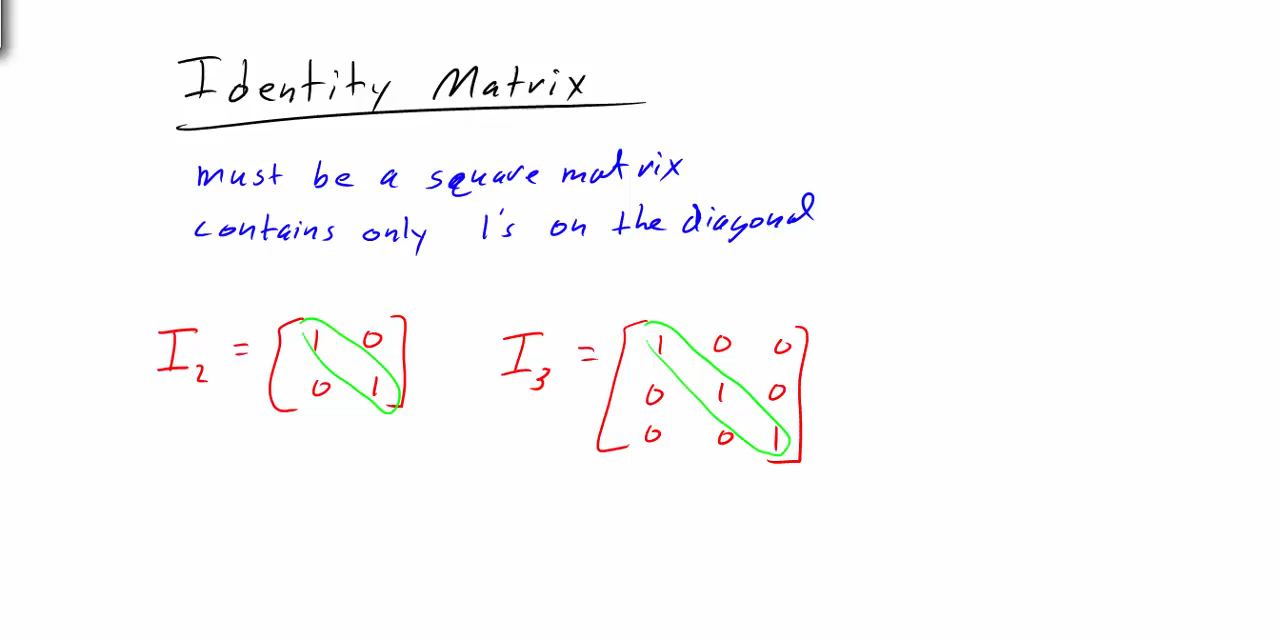 Identity Matrix
must be a square matrix
contains only 1's on the diagonal
I2 = [1 0
0 1]
I3 = [1 0 0
0 1 0
0 0 1]